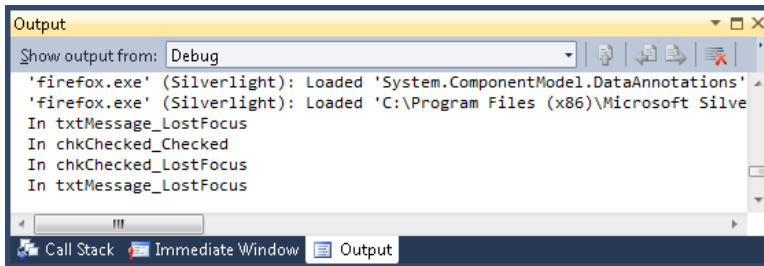 Output
Show output from: Debug
'firefox.exe' (Silverlight): Loaded 'System.ComponentModel.DataAnnotations'
'firefox.exe' (Silverlight): Loaded 'C:\Program Files (x86)\Microsoft Silve
In txtMessage_LostFocus
In chkChecked_Checked
In chkChecked_LostFocus
In txtMessage_LostFocus
Call Stack Immediate Window Output